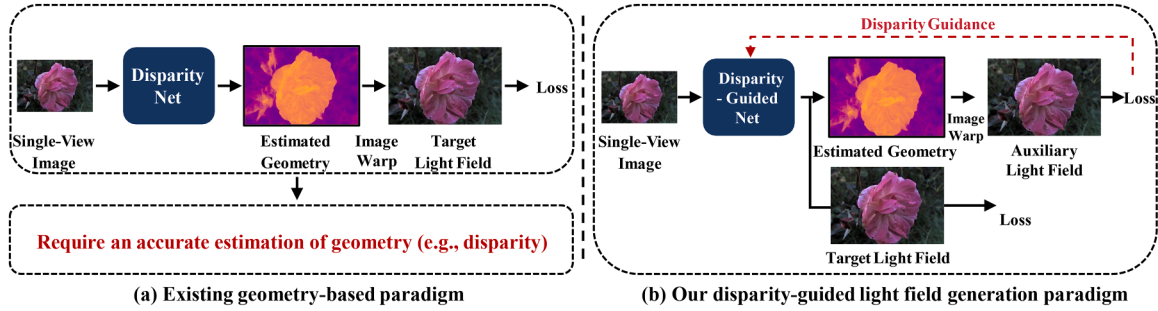 Single-View
Image
Disparity
Net
Estimated
Geometry
Image
Warp
Target
Light Field
Loss
Require an accurate estimation of geometry (e.g., disparity)
(a) Existing geometry-based paradigm
Disparity Guidance
Single-View
Image
Disparity
- Guided
Net
Estimated Geometry
Image
Warp
Auxiliary
Light Field
Loss
Target Light Field
Loss
(b) Our disparity-guided light field generation paradigm